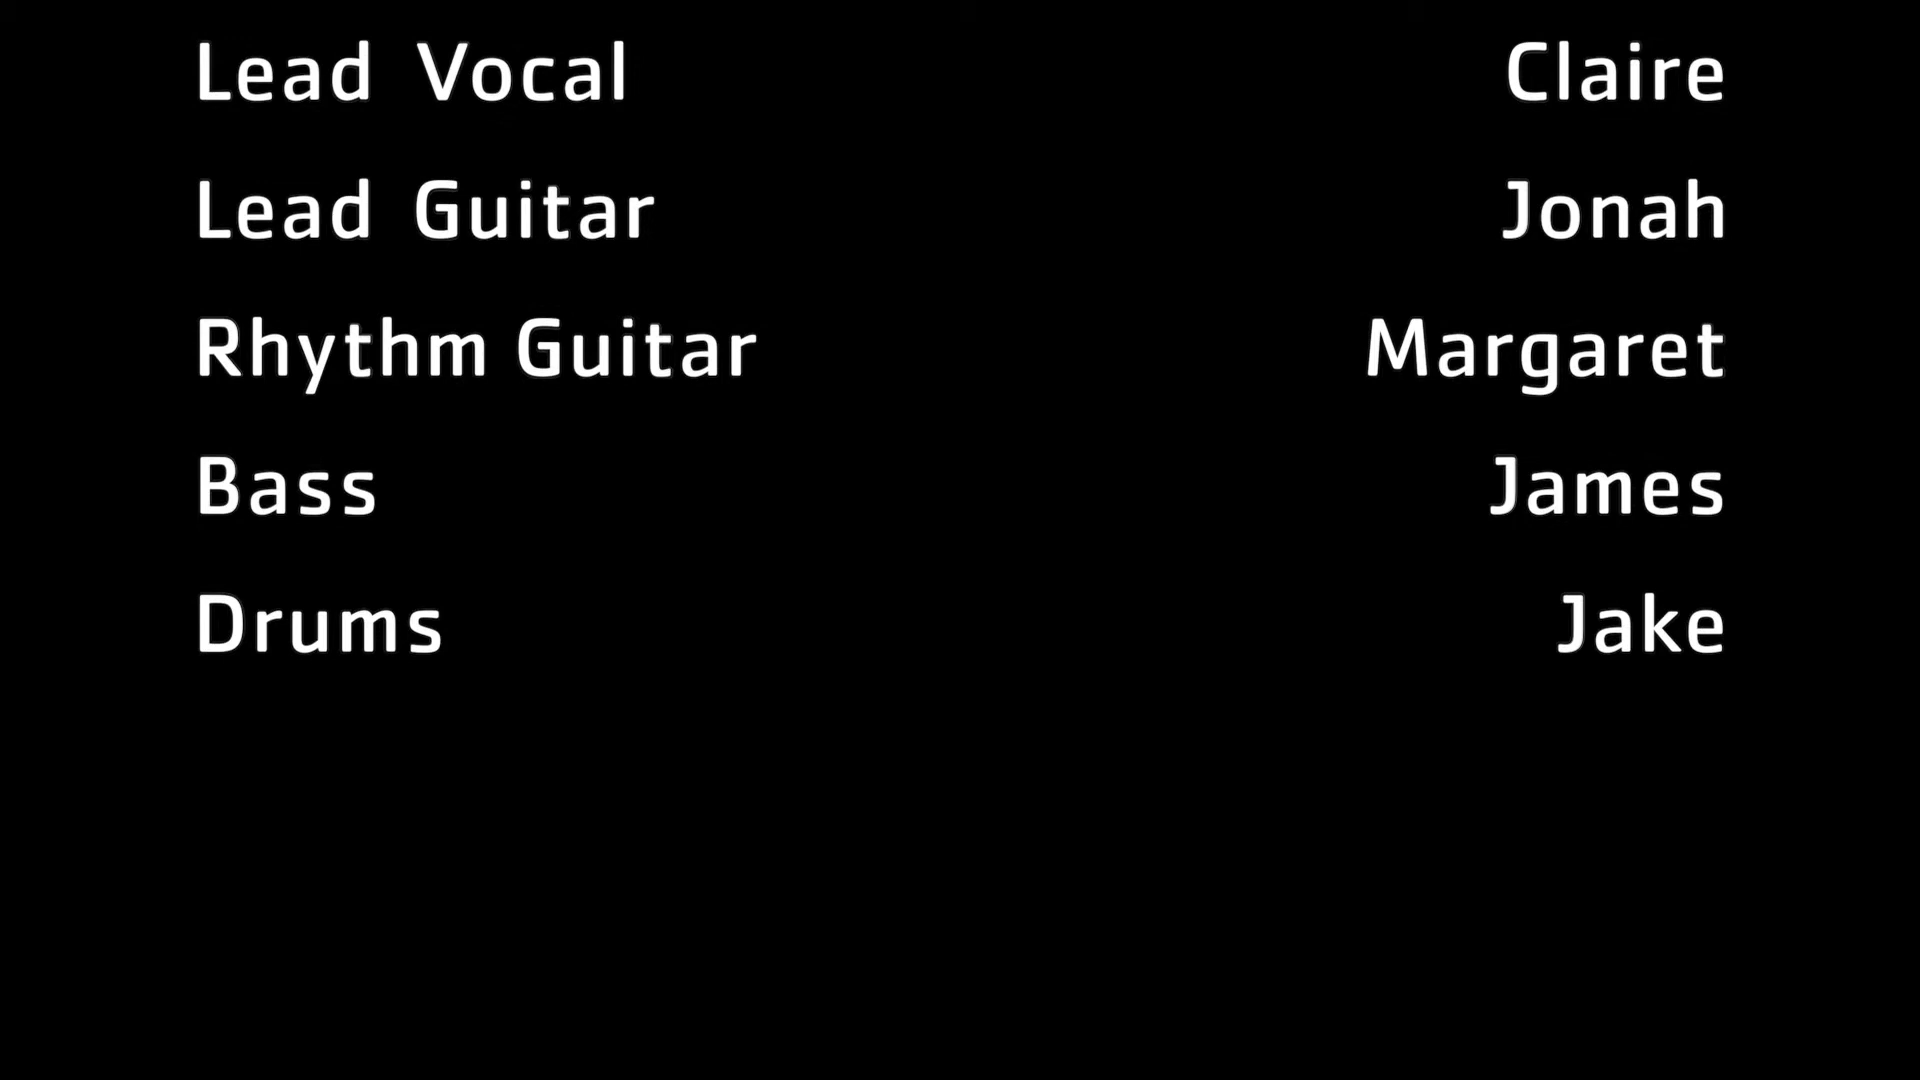 Lead Vocal Claire
Lead Guitar Jonah
Rhythm Guitar Margaret
Bass James
Drums Jake